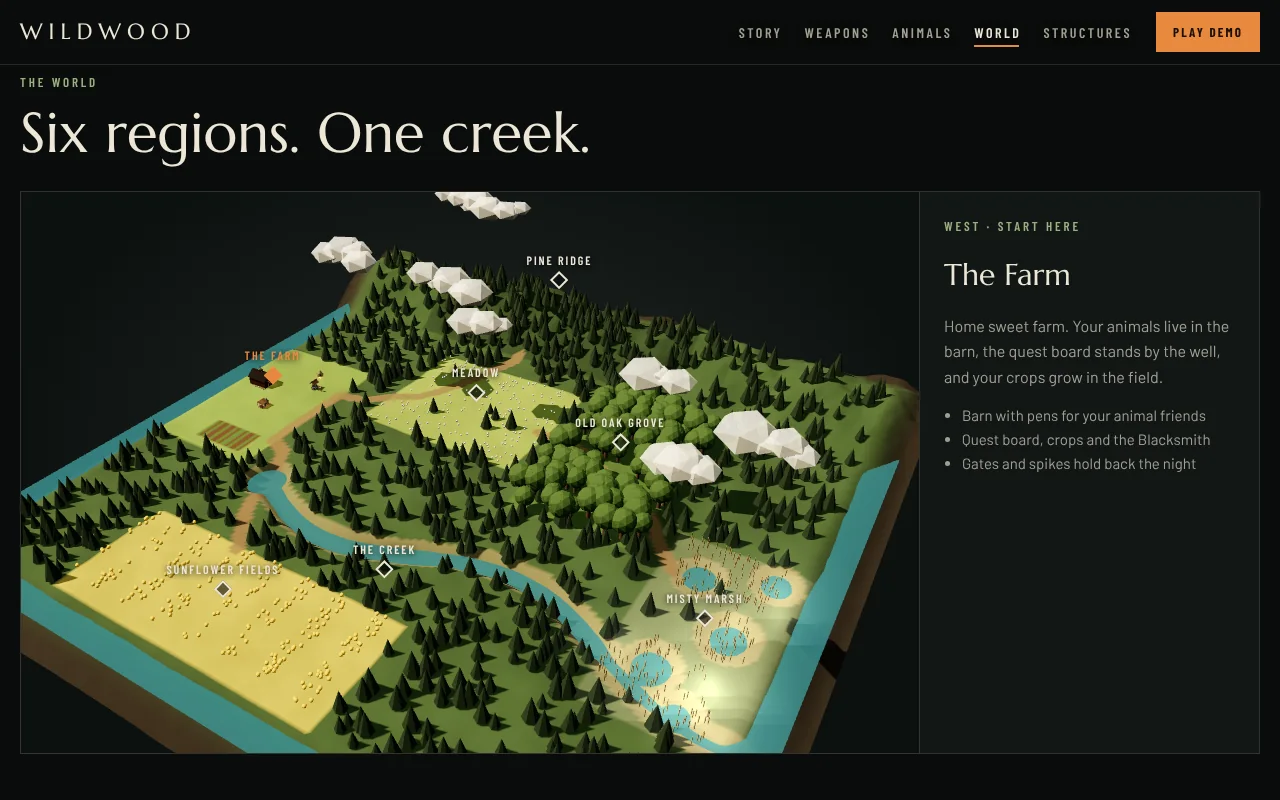 WILDWOOD
STORY WEAPONS ANIMALS WORLD STRUCTURES PLAY DEMO
THE WORLD
Six regions. One creek.
PINE RIDGE
THE FARM
MEADOW
OLD OAK GROVE
THE CREEK
SUNFLOWER FIELDS
MISTY MARSH
WEST · START HERE
The Farm
Home sweet farm. Your animals live in the
barn, the quest board stands by the well,
and your crops grow in the field.
• Barn with pens for your animal friends
• Quest board, crops and the Blacksmith
• Gates and spikes hold back the night